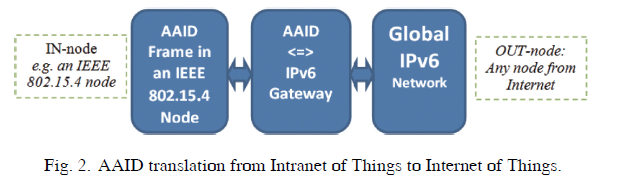 IN-node
e.g. an IEEE
802.15.4 node
AAID
Frame in
an IEEE
802.15.4
Node
AAID
<=>
IPv6
Gateway
Global
IPv6
Network
OUT-node:
Any node from
Internet
Fig. 2. AAID translation from Intranet of Things to Internet of Things.